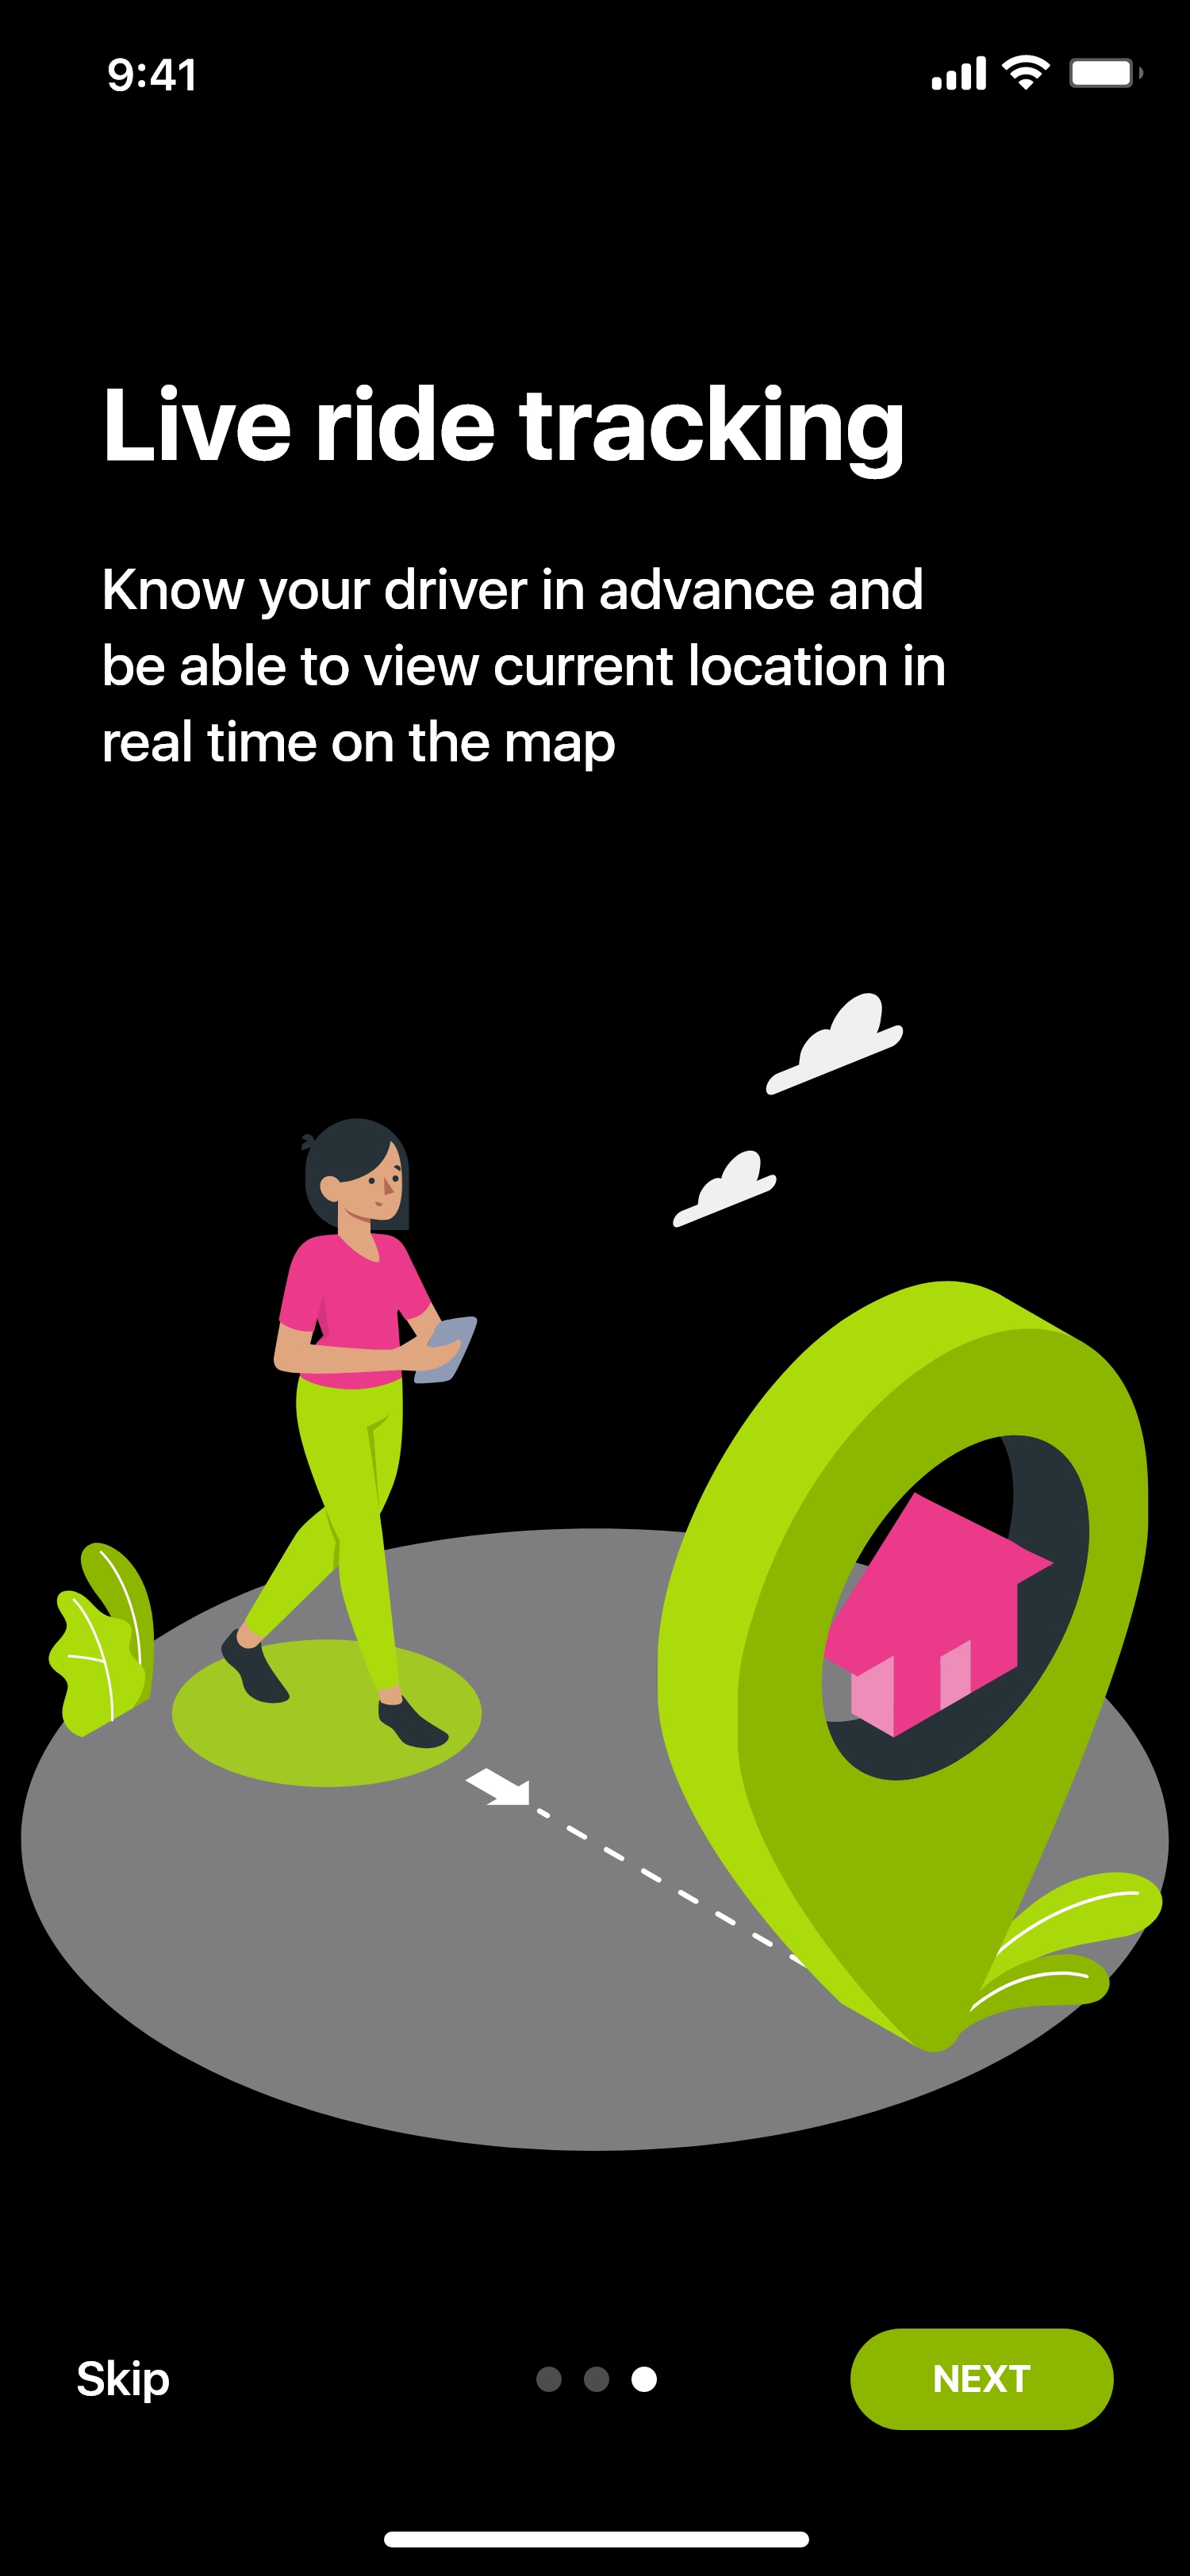 9:41
Live ride tracking
Know your driver in advance and
be able to view current location in
real time on the map
Skip
NEXT